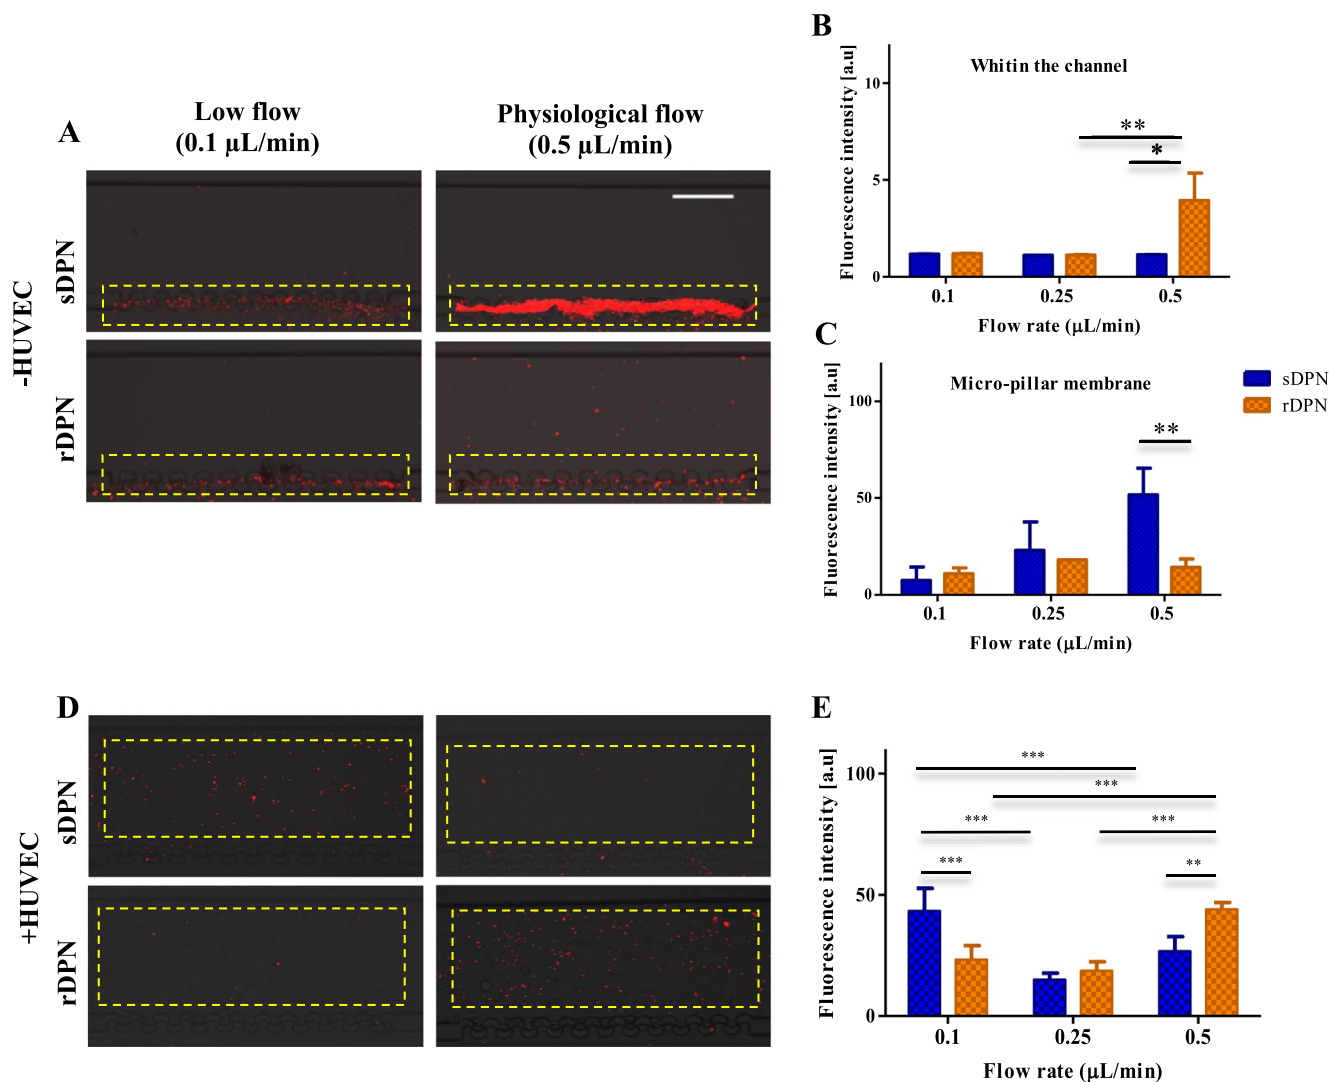 A
Low flow
(0.1 µL/min)
Physiological flow
(0.5 µL/min)
-HUVEC
sDPN
rDPN
B
Whitin the channel
Fluorescence intensity [a.u]
10
5
0
**
*
0.1
0.25
0.5
Flow rate (µL/min)
C
Micro-pillar membrane
Fluorescence intensity [a.u]
100
50
0
**
0.1
0.25
0.5
Flow rate (µL/min)
sDPN
rDPN
D
+HUVEC
sDPN
rDPN
E
Fluorescence intensity [a.u]
100
50
0
***
***
***
***
***
**
0.1
0.25
0.5
Flow rate (µL/min)